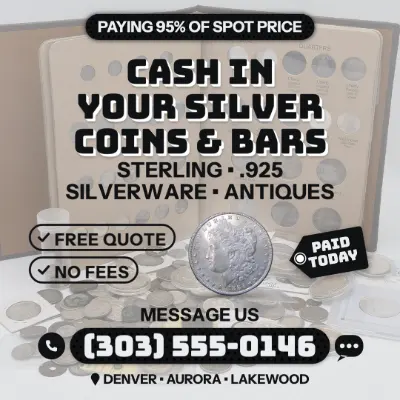 PAYING 95% OF SPOT PRICE
CASH IN
YOUR SILVER
COINS & BARS
STERLING • .925
SILVERWARE • ANTIQUES
FREE QUOTE
NO FEES
PAID
TODAY
MESSAGE US
(303) 555-0146
DENVER • AURORA • LAKEWOOD